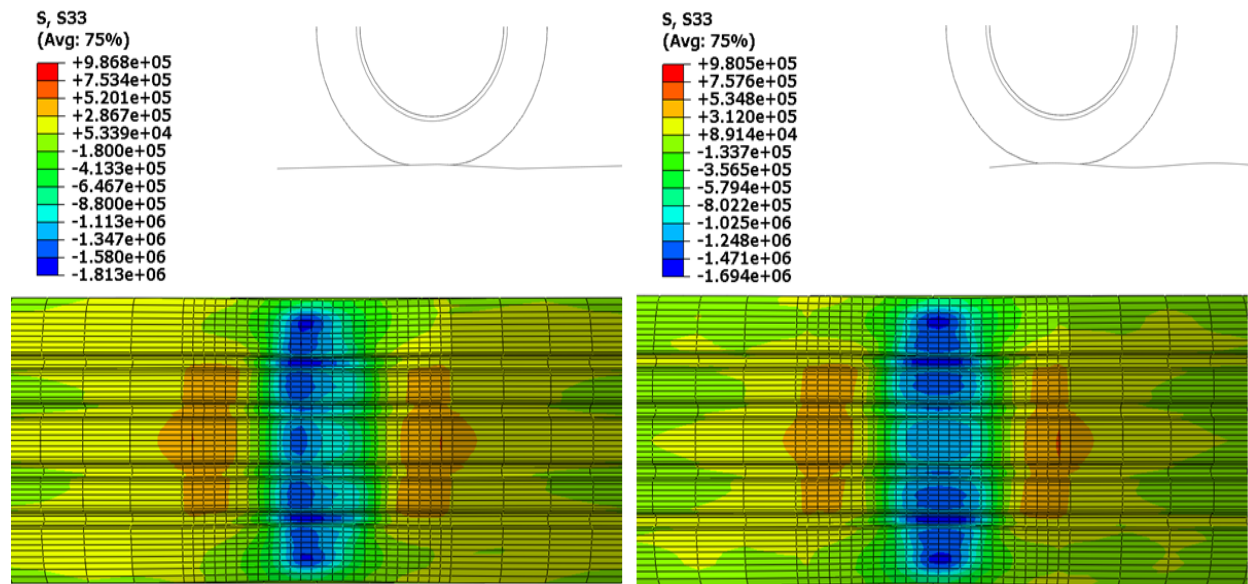 S, S33
(Avg: 75%)
+9.868e+05
+7.534e+05
+5.201e+05
+2.867e+05
+5.339e+04
-1.800e+05
-4.133e+05
-6.467e+05
-8.800e+05
-1.113e+06
-1.347e+06
-1.580e+06
-1.813e+06
S, S33
(Avg: 75%)
+9.805e+05
+7.576e+05
+5.348e+05
+3.120e+05
+8.914e+04
-1.337e+05
-3.565e+05
-5.794e+05
-8.022e+05
-1.025e+06
-1.248e+06
-1.471e+06
-1.694e+06